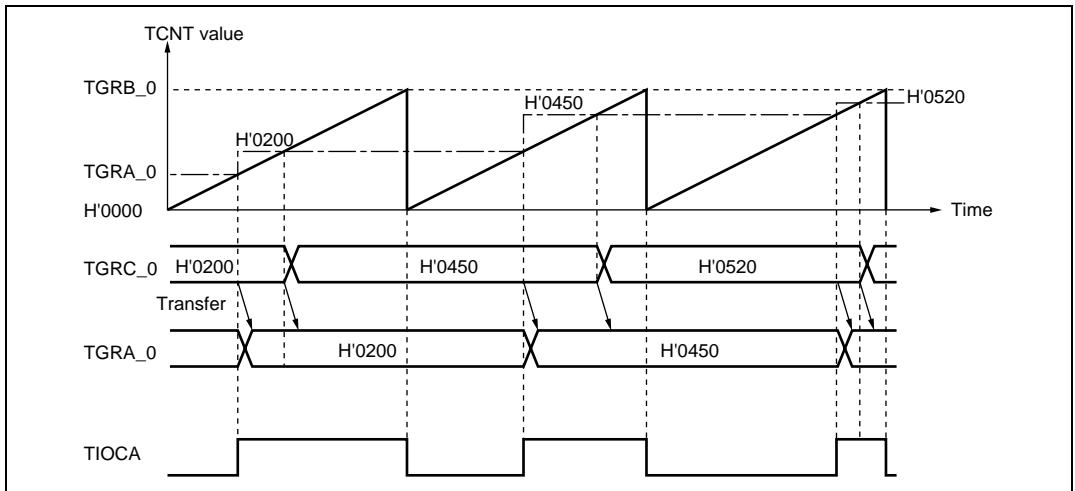 TCNT value
TGRB_0
H'0520
H'0450
H'0200
TGRA_0
H'0000
Time
TGRC_0
H'0200
H'0450
H'0520
Transfer
TGRA_0
H'0200
H'0450
TIOCA